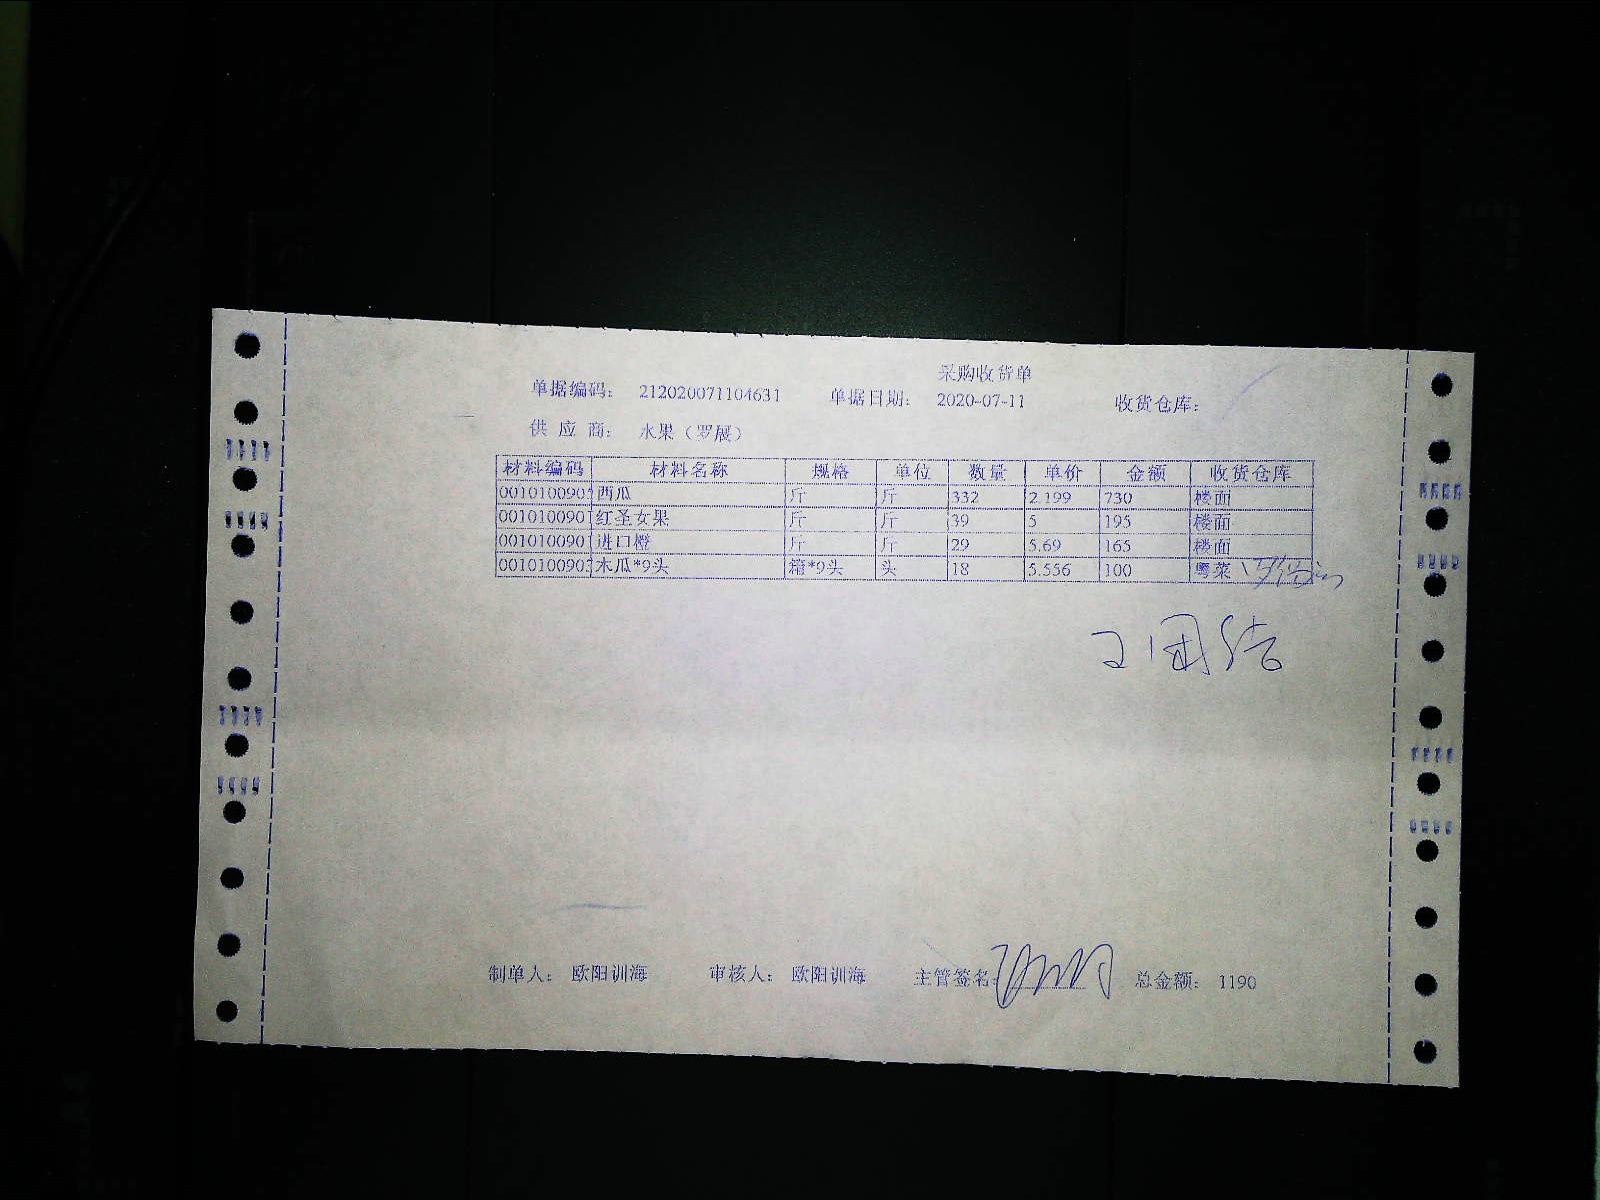 采购收货单
单据编码： 212020071104631 单据日期： 2020-07-11 收货仓库：
供 应 商： 水果（罗展）
材料编码 材料名称 规格 单位 数量 单价 金额 收货仓库
0010100905 西瓜 斤 斤 332 2.199 730 楼面
001010090 红圣女果 斤 斤 39 5 195 楼面
001010090 进口橙 斤 斤 29 5.69 165 楼面
001010090 木瓜*9头 箱*9头 头 18 5.556 100 粤菜
制单人： 欧阳训海 审核人： 欧阳训海 主管签名： 总金额： 1190